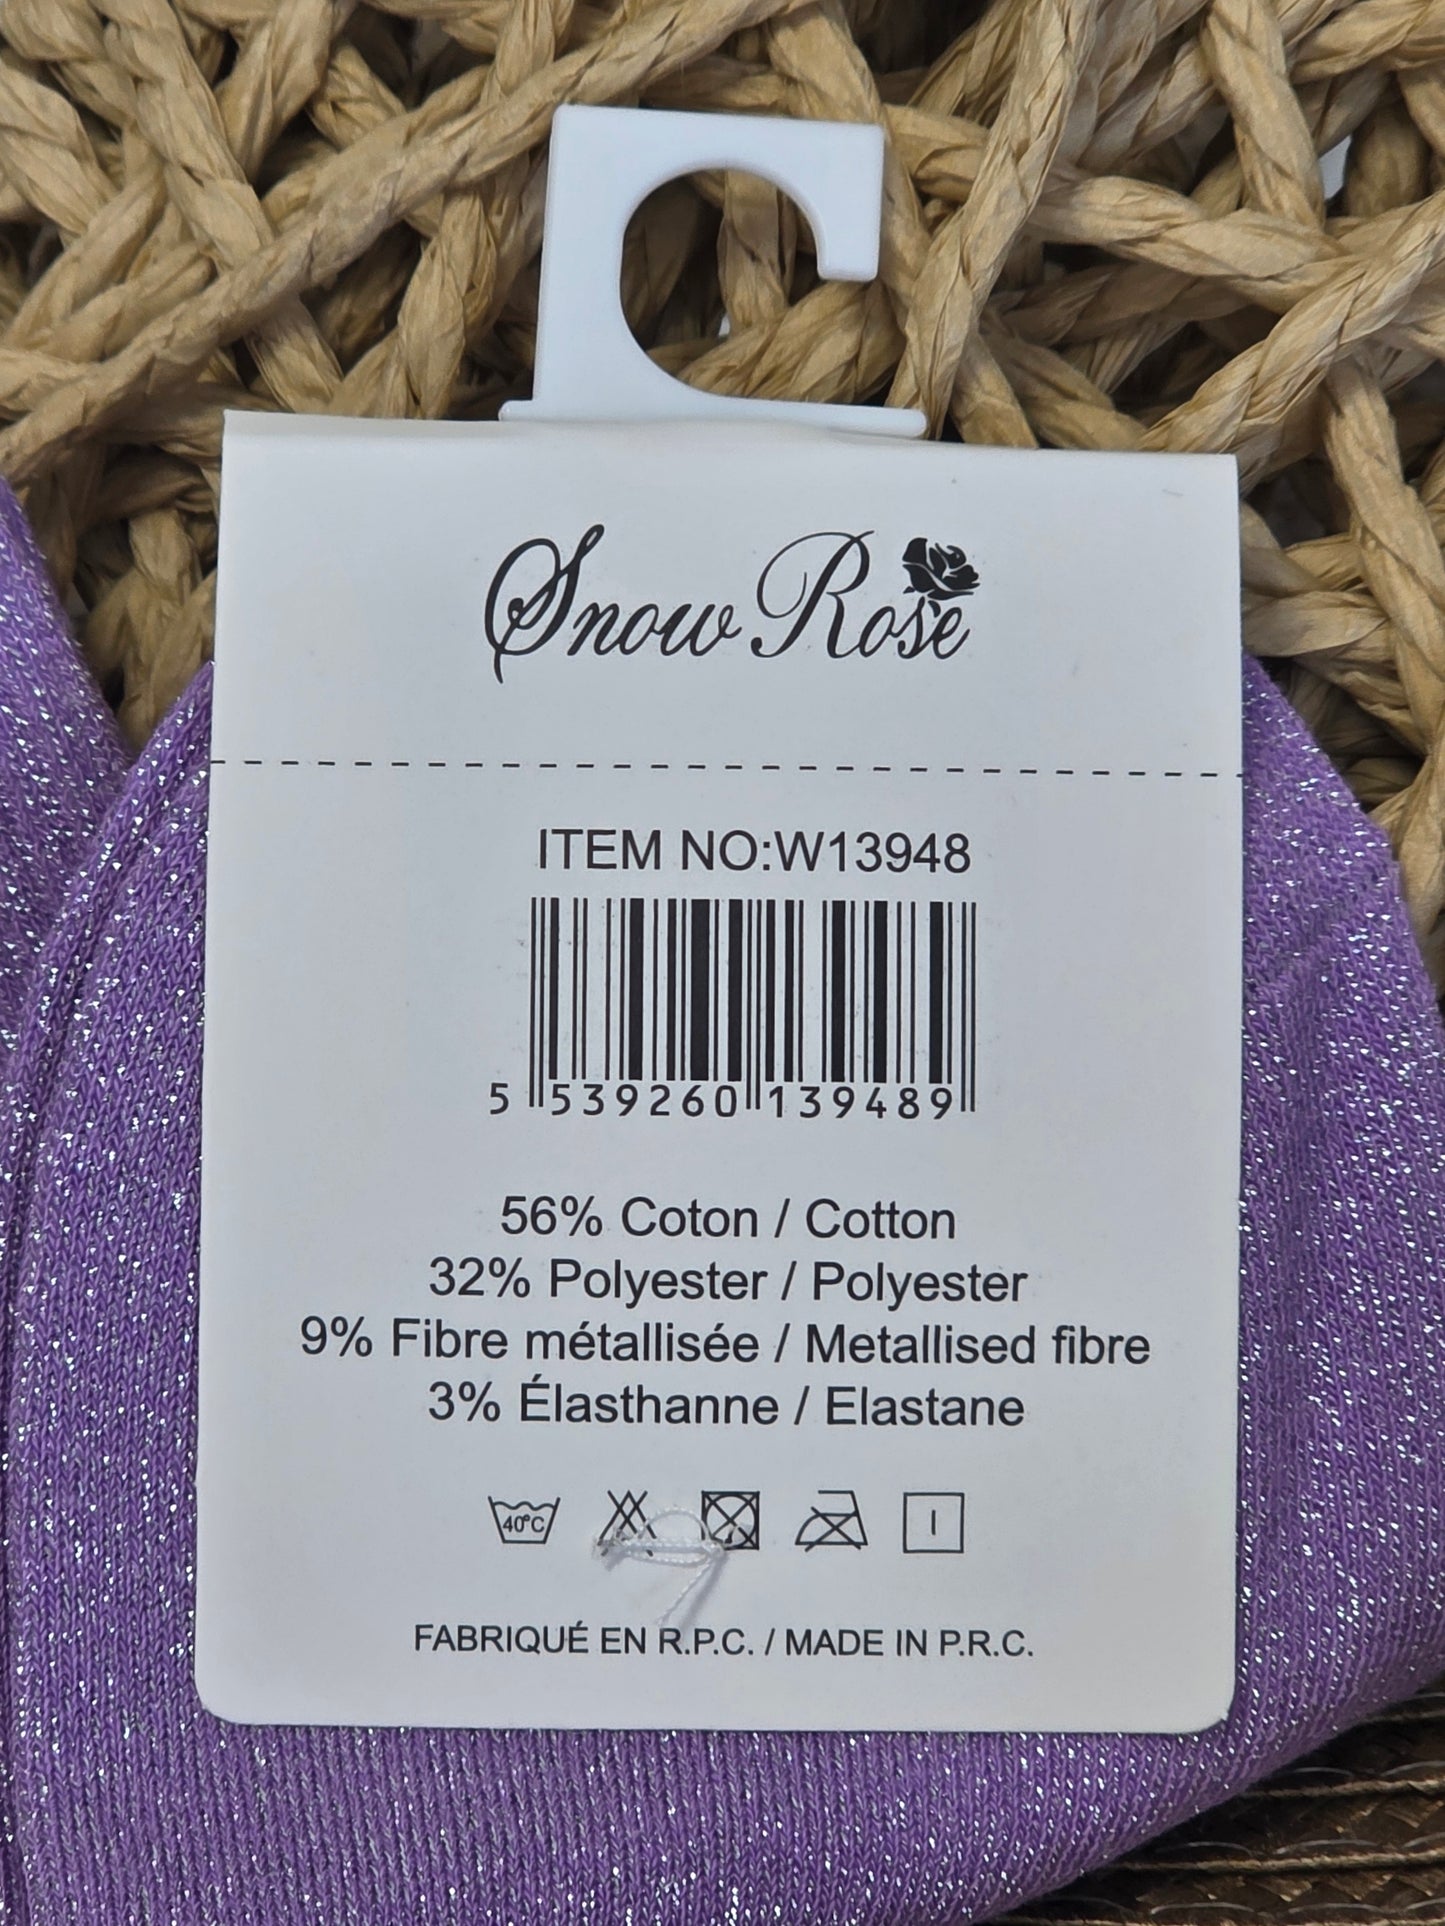 Snow Rose
ITEM NO:W13948
5 539260 139489
56% Coton / Cotton
32% Polyester / Polyester
9% Fibre métallisée / Metallised fibre
3% Élasthanne / Elastane
40°C
FABRIQUÉ EN R.P.C. / MADE IN P.R.C.